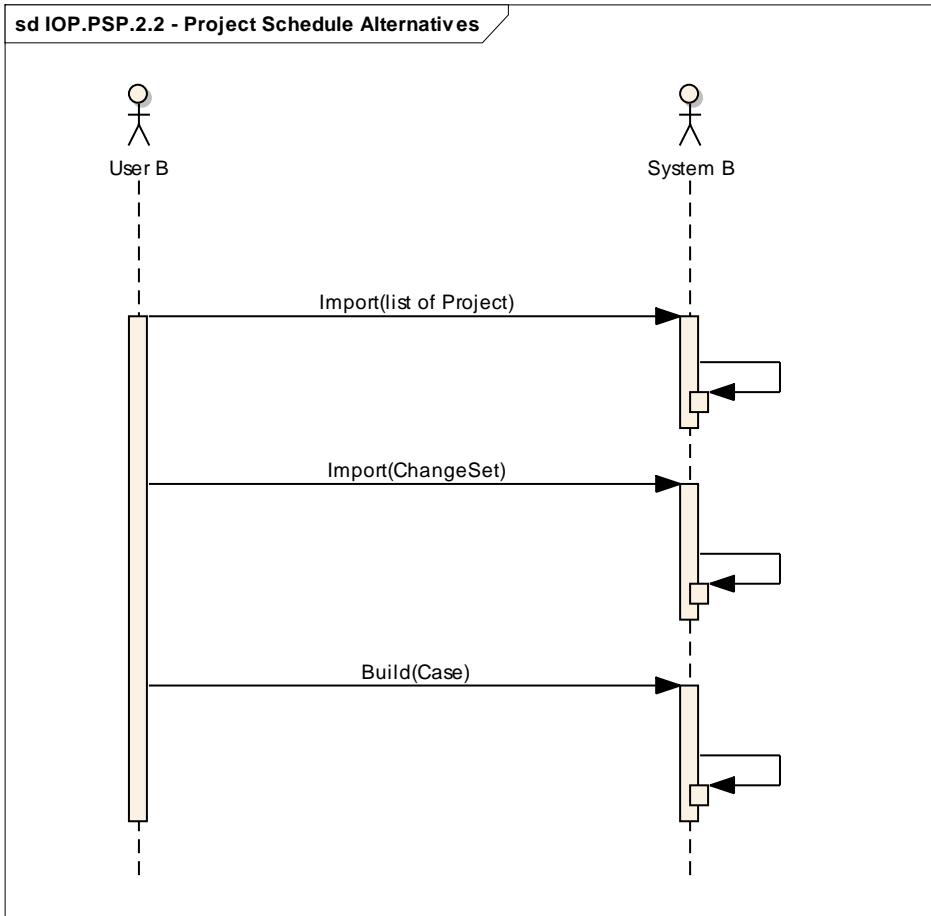 sd IOP.PSP.2.2 - Project Schedule Alternatives
User B
System B
Import(list of Project)
Import(ChangeSet)
Build(Case)